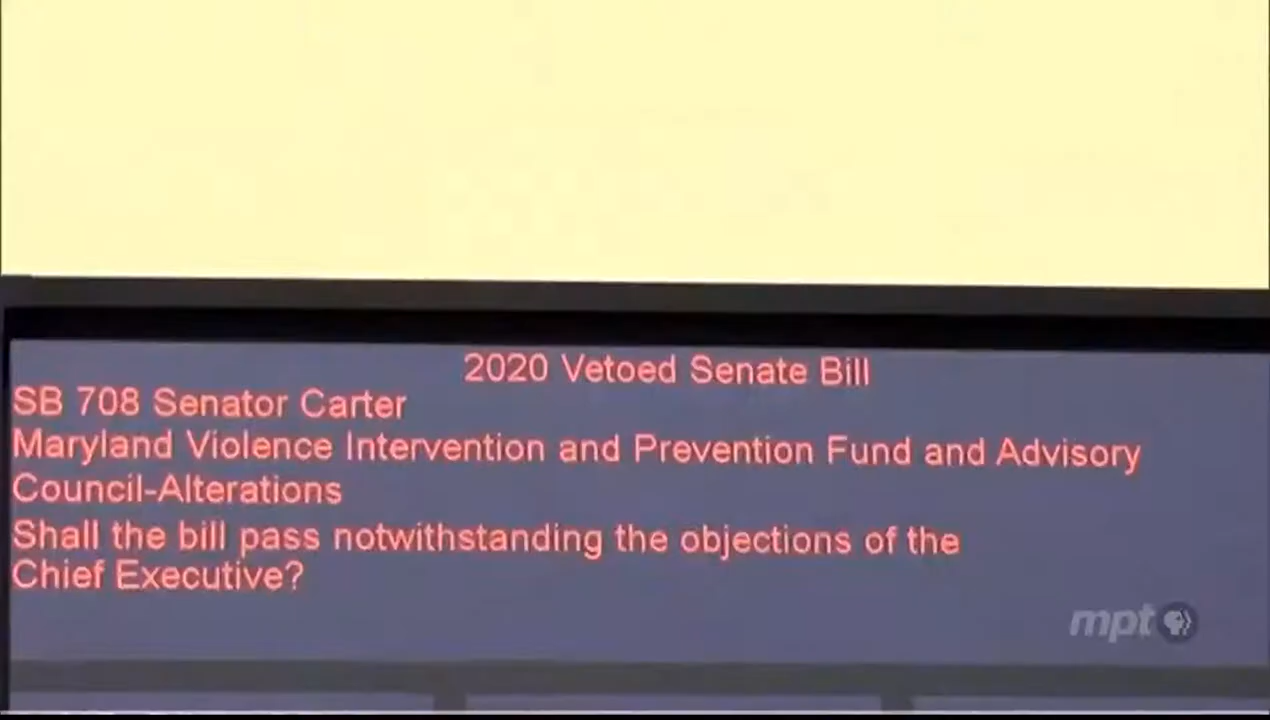 2020 Vetoed Senate Bill
SB 708 Senator Carter
Maryland Violence Intervention and Prevention Fund and Advisory
Council-Alterations
Shall the bill pass notwithstanding the objections of the
Chief Executive?
mpt